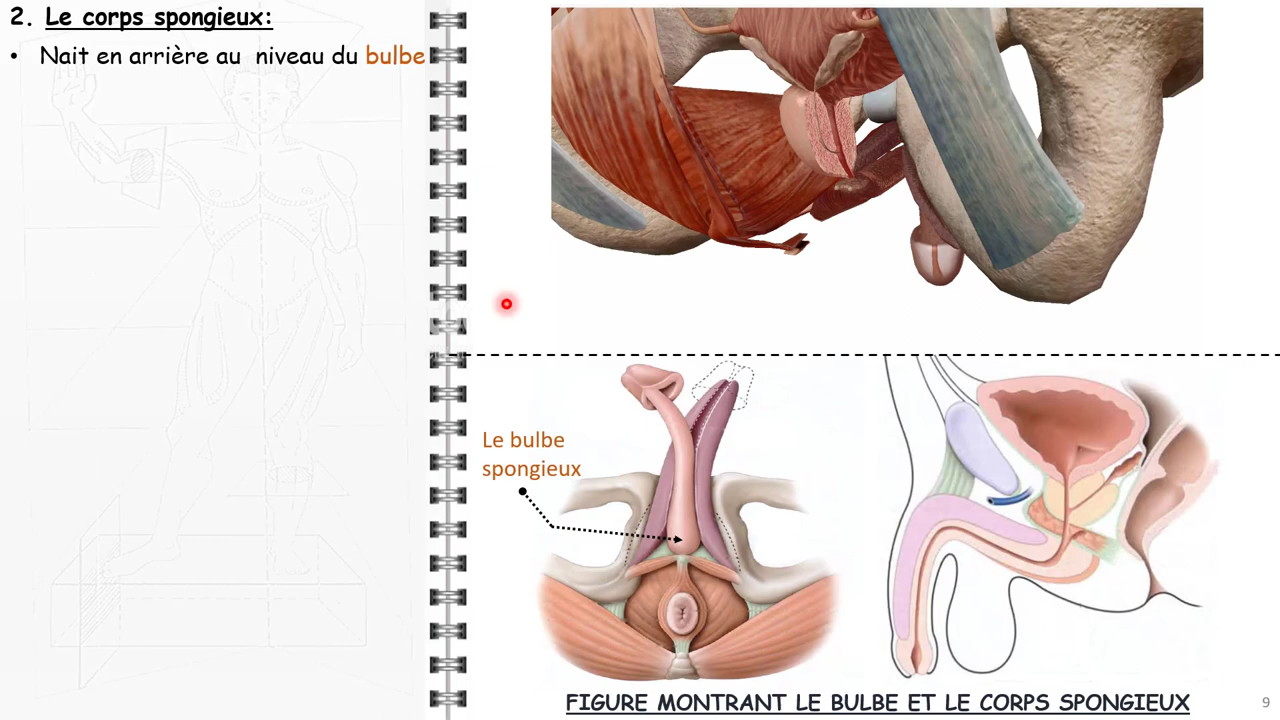 2. Le corps spongieux:
• Nait en arrière au niveau du bulbe
Le bulbe
spongieux
FIGURE MONTRANT LE BULBE ET LE CORPS SPONGIEUX
9